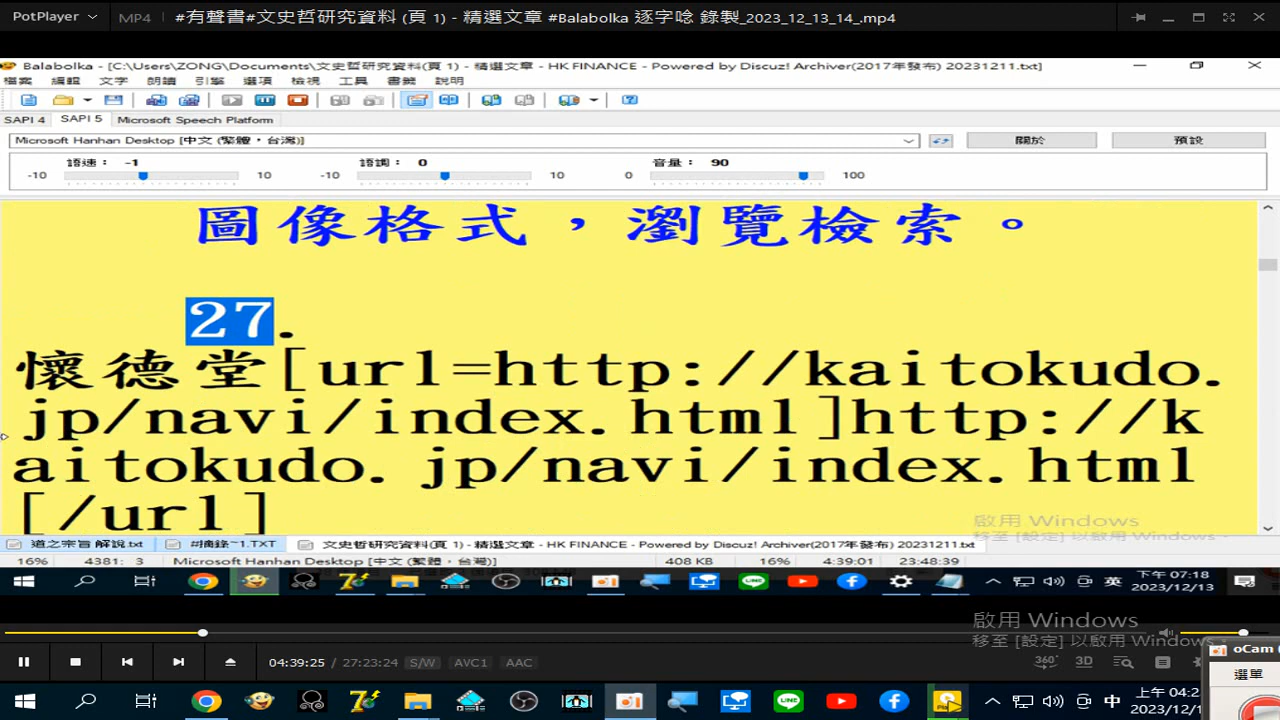 PotPlayer MP4 #有聲書#文史哲研究資料 (頁 1) - 精選文章 #Balabolka 逐字唸 錄製_2023_12_13_14_.mp4
Balabolka - [C:\Users\ZONG\Documents\文史哲研究資料(頁 1) - 精選文章 - HK FINANCE - Powered by Discuz! Archiver(2017年發布) 20231211.txt]
檔案 編輯 文字 朗讀 引擎 選項 檢視 工具 書籤 說明
SAPI 4 SAPI 5 Microsoft Speech Platform
Microsoft Hanhan Desktop [中文 (繁體，台灣)] 關於 預設
語速： -1 語調： 0 音量： 90
-10 10 -10 10 0 100
圖像格式，瀏覽檢索。
27.
懷德堂[url=http://kaitokudo.
jp/navi/index.html]http://k
aitokudo.jp/navi/index.html
[/url]
啟用 Windows
移至 [設定] 以啟用 Windows。
道之宗旨 解說.txt #摘錄~1.TXT 文史哲研究資料(頁 1) - 精選文章 - HK FINANCE - Powered by Discuz! Archiver(2017年發布) 20231211.txt
16% 4381: 3 Microsoft Hanhan Desktop [中文 (繁體，台灣)] 408 KB 16% 4:39:01 23:48:39
英 下午 07:18
2023/12/13
啟用 Windows
移至 [設定] 以啟用 Windows。
04:39:25 / 27:23:24 S/W AVC1 AAC 360° 3D
oCam
選單
中 上午 04:2
2023/12/1